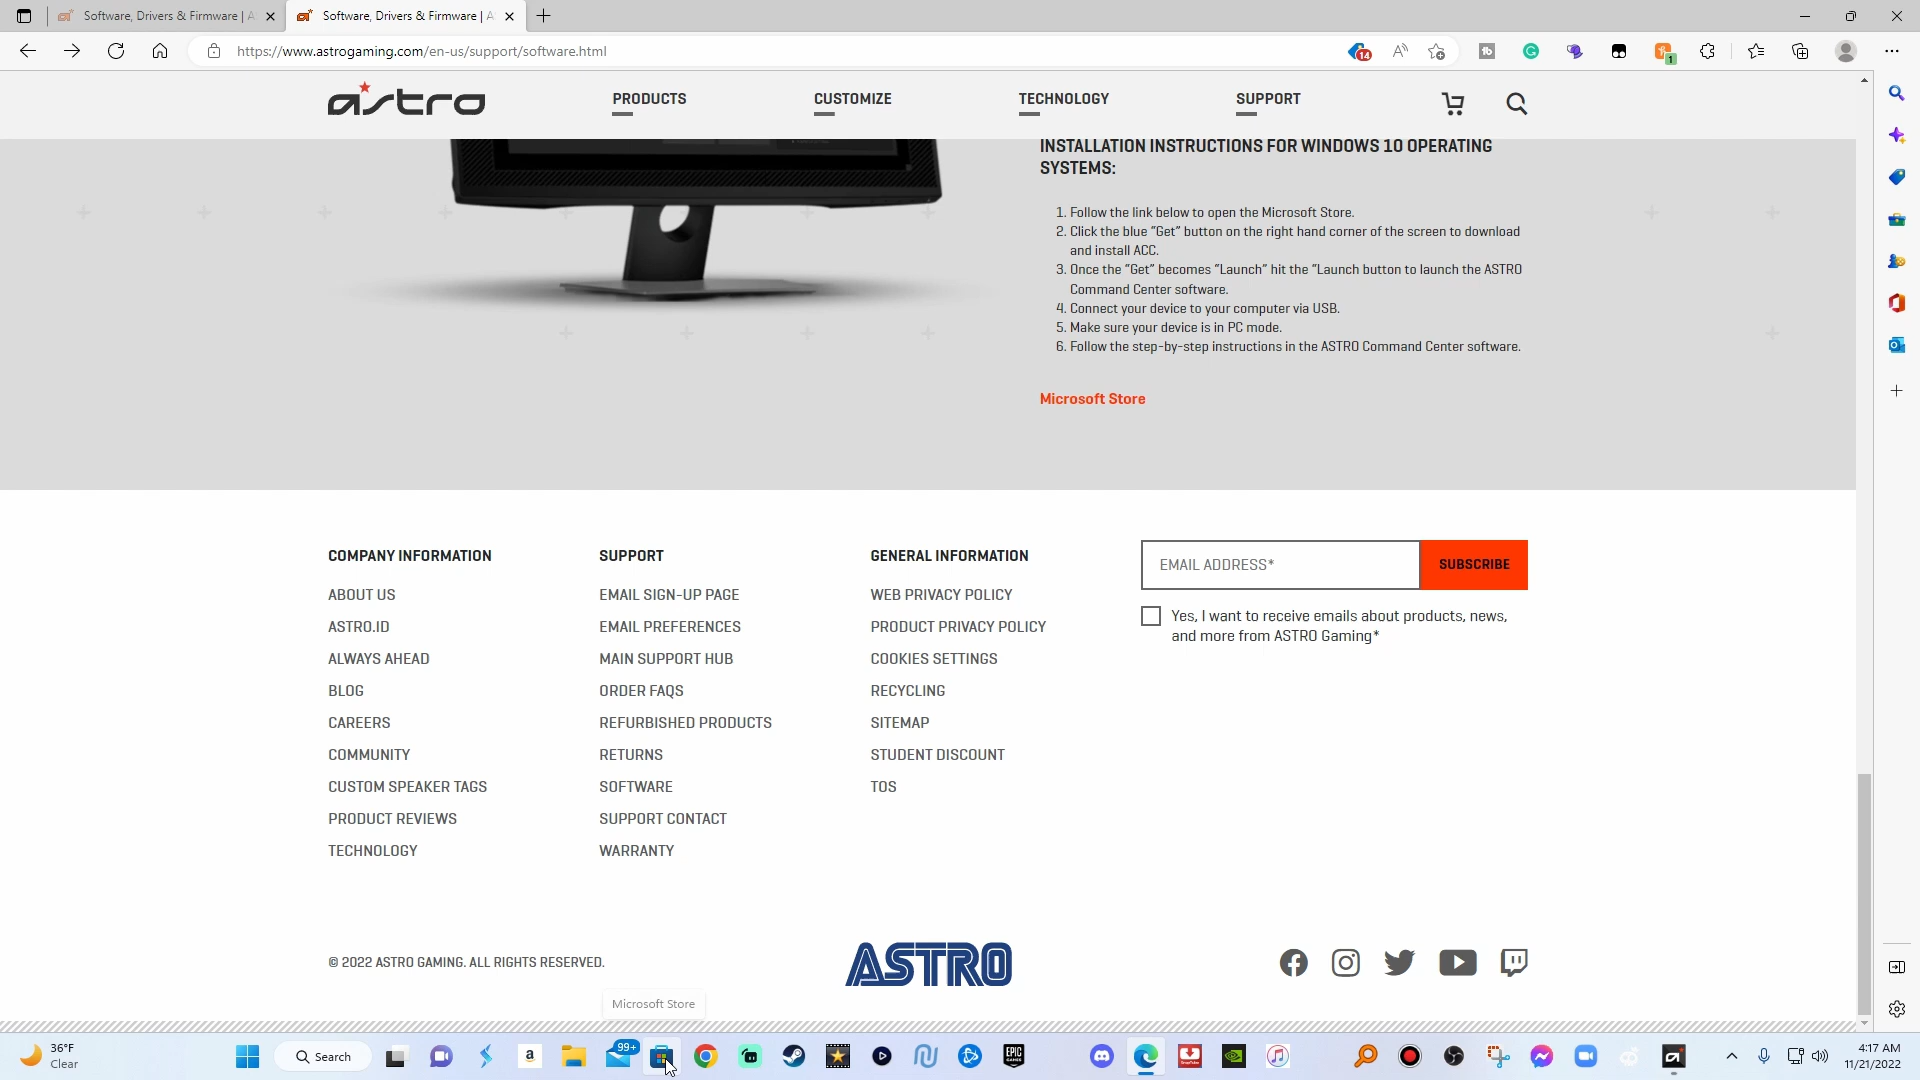 Software, Drivers & Firmware | A
Software, Drivers & Firmware | A
https://www.astrogaming.com/en-us/support/software.html
14
1
astro
PRODUCTS
CUSTOMIZE
TECHNOLOGY
SUPPORT
INSTALLATION INSTRUCTIONS FOR WINDOWS 10 OPERATING
SYSTEMS:
1. Follow the link below to open the Microsoft Store.
2. Click the blue "Get" button on the right hand corner of the screen to download
and install ACC.
3. Once the "Get" becomes "Launch" hit the "Launch button to launch the ASTRO
Command Center software.
4. Connect your device to your computer via USB.
5. Make sure your device is in PC mode.
6. Follow the step-by-step instructions in the ASTRO Command Center software.
Microsoft Store
COMPANY INFORMATION
ABOUT US
ASTRO.ID
ALWAYS AHEAD
BLOG
CAREERS
COMMUNITY
CUSTOM SPEAKER TAGS
PRODUCT REVIEWS
TECHNOLOGY
SUPPORT
EMAIL SIGN-UP PAGE
EMAIL PREFERENCES
MAIN SUPPORT HUB
ORDER FAQS
REFURBISHED PRODUCTS
RETURNS
SOFTWARE
SUPPORT CONTACT
WARRANTY
GENERAL INFORMATION
WEB PRIVACY POLICY
PRODUCT PRIVACY POLICY
COOKIES SETTINGS
RECYCLING
SITEMAP
STUDENT DISCOUNT
TOS
EMAIL ADDRESS*
SUBSCRIBE
Yes, I want to receive emails about products, news,
and more from ASTRO Gaming*
© 2022 ASTRO GAMING. ALL RIGHTS RESERVED.
ASTRO
Microsoft Store
36°F
Clear
Search
99+
EPIC
GAMES
4:17 AM
11/21/2022